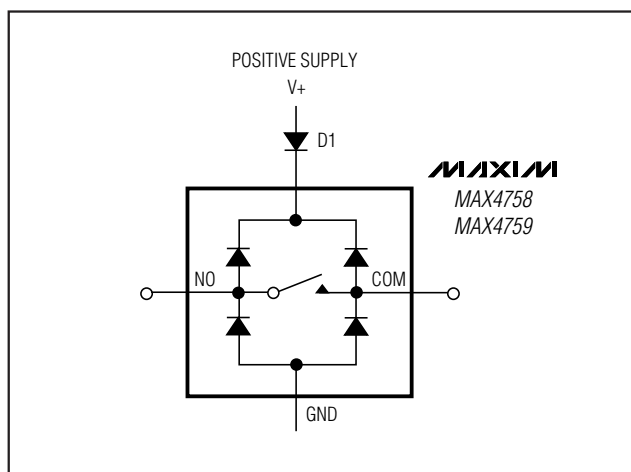 POSITIVE SUPPLY
V+
D1
MAXIM
MAX4758
MAX4759
NO
COM
GND